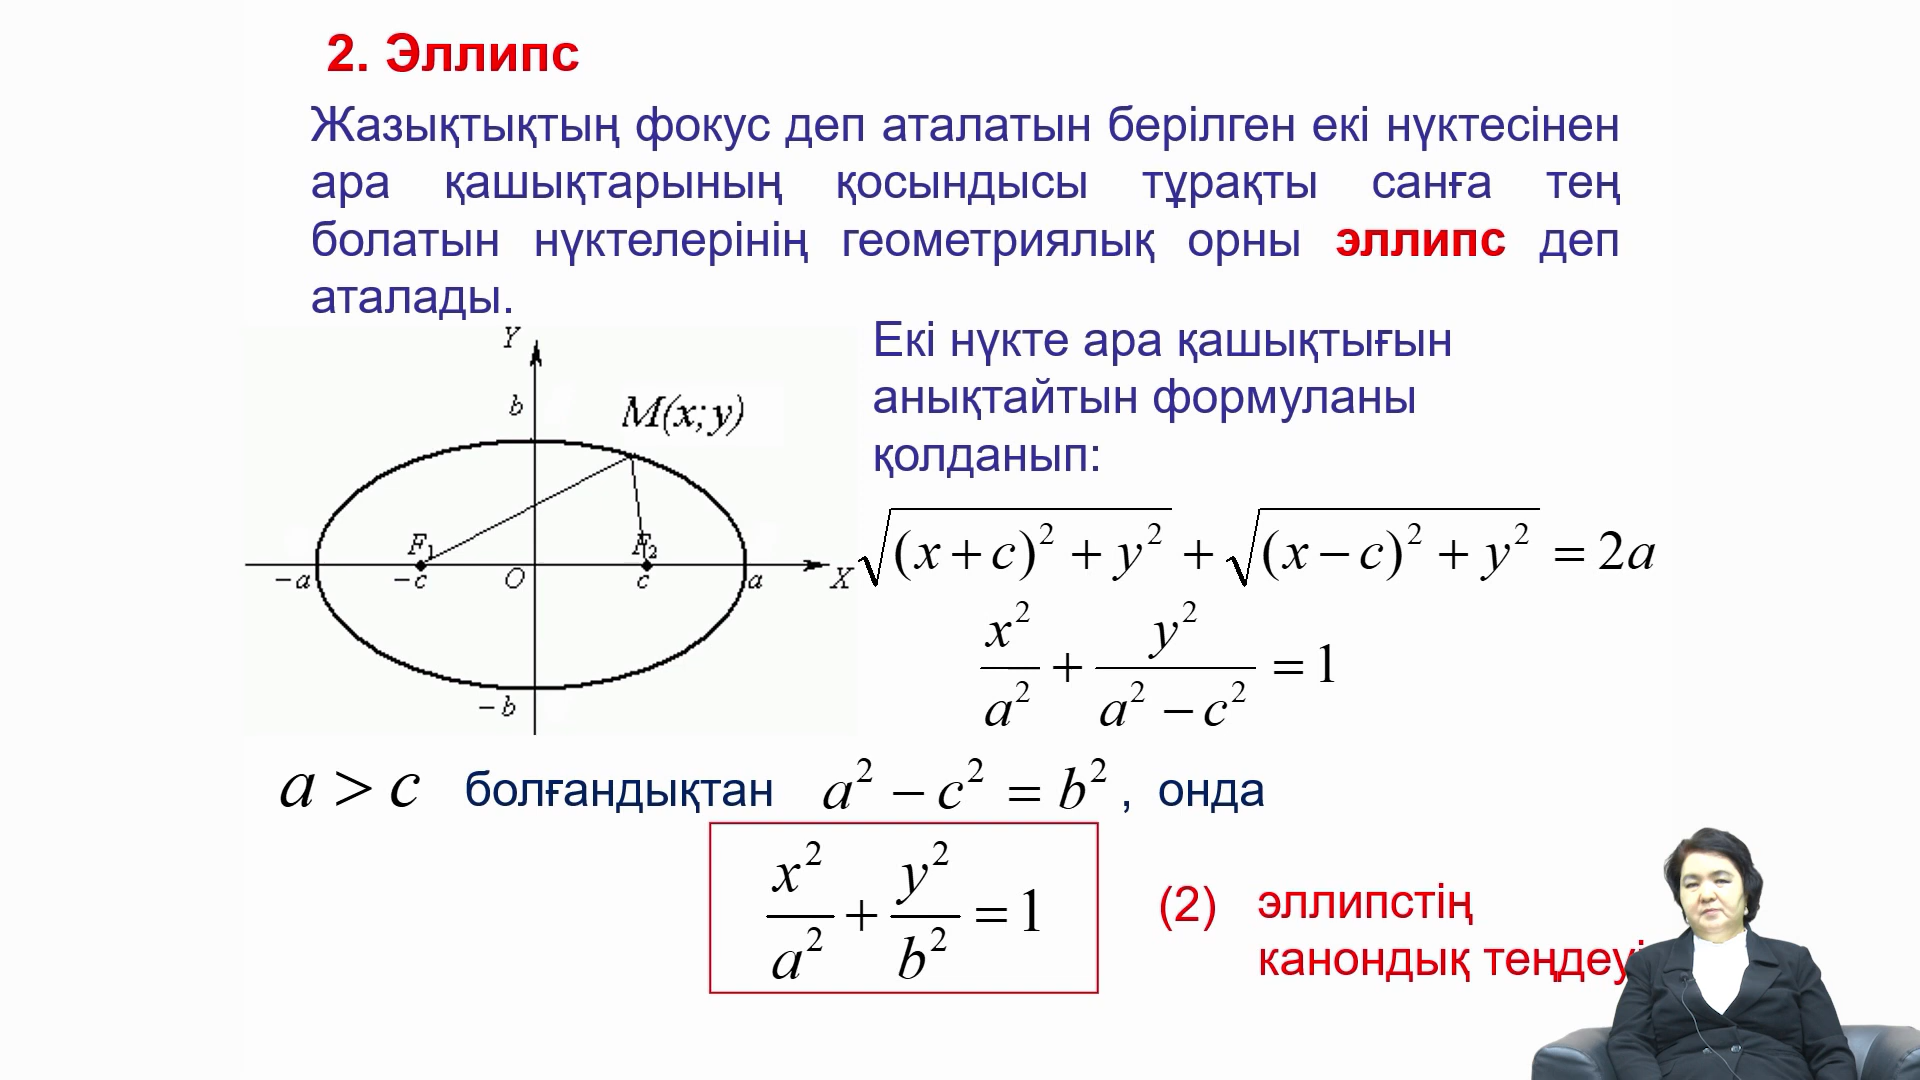 2. Эллипс
Жазықтықтың фокус деп аталатын берілген екі нүктесінен
ара қашықтарының қосындысы тұрақты санға тең
болатын нүктелерінің геометриялық орны эллипс деп
аталады.
Y
b
M(x;y)
F₁
F₂
−a
−c
O
c
a
X
−b
Екі нүкте ара қашықтығын
анықтайтын формуланы
қолданып:
√((x+c)² + y²) + √((x−c)² + y²) = 2a
x²/a² + y²/(a² − c²) = 1
a > c болғандықтан a² − c² = b² , онда
x²/a² + y²/b² = 1
(2) эллипстің
канондық теңдеуі